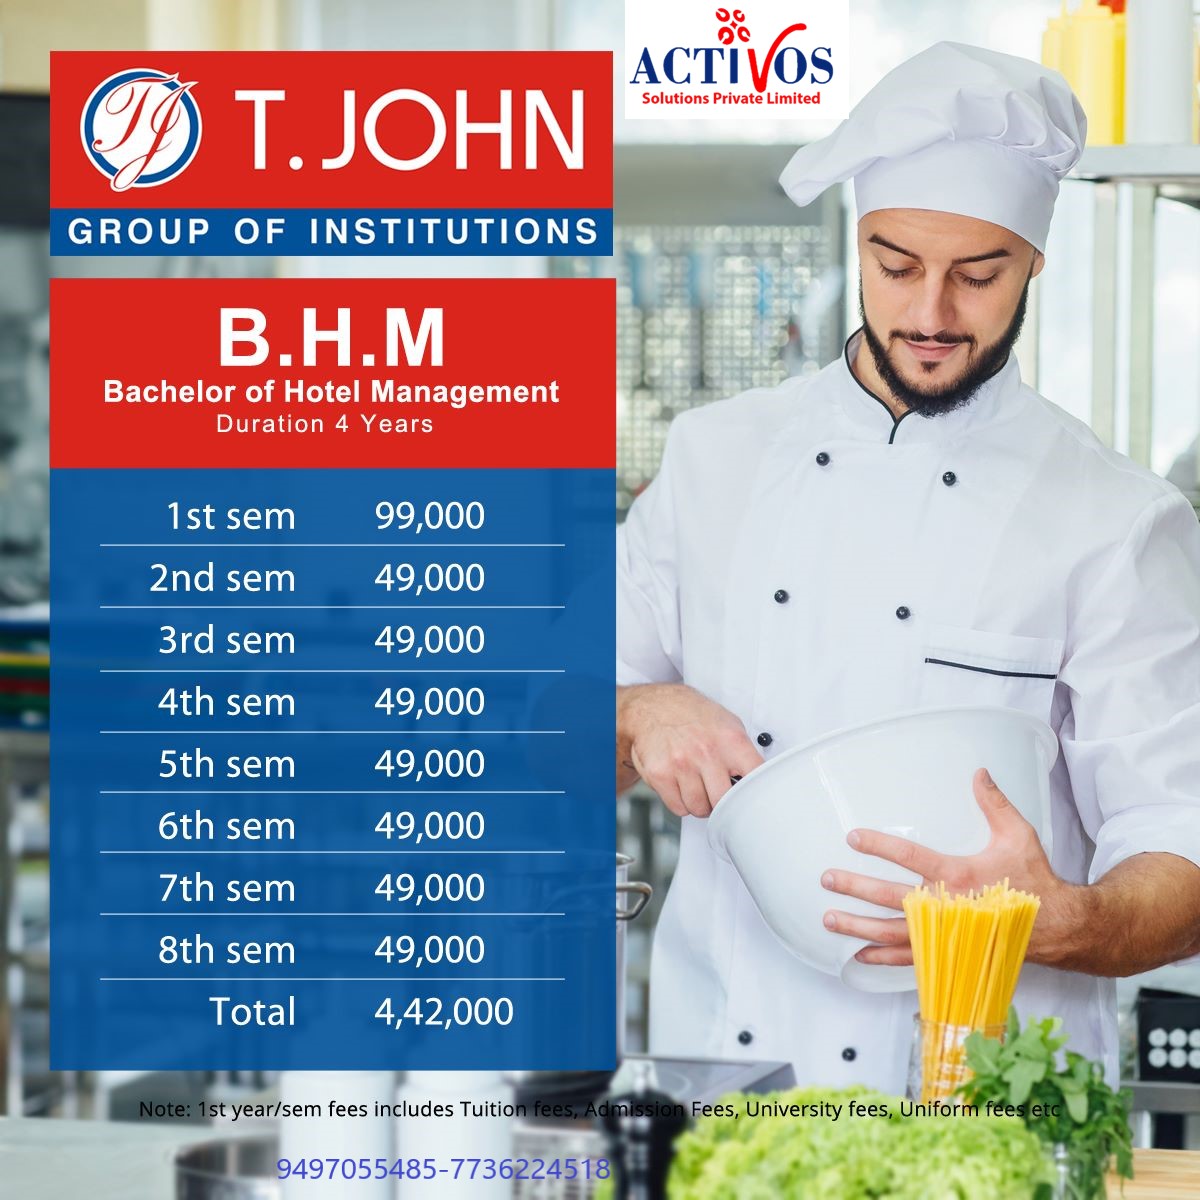 ACTIVOS
Solutions Private Limited
TJ T. JOHN
GROUP OF INSTITUTIONS
B.H.M
Bachelor of Hotel Management
Duration 4 Years
1st sem 99,000
2nd sem 49,000
3rd sem 49,000
4th sem 49,000
5th sem 49,000
6th sem 49,000
7th sem 49,000
8th sem 49,000
Total 4,42,000
Note: 1st year/sem fees includes Tuition fees, Admission Fees, University fees, Uniform fees etc
9497055485-7736224518